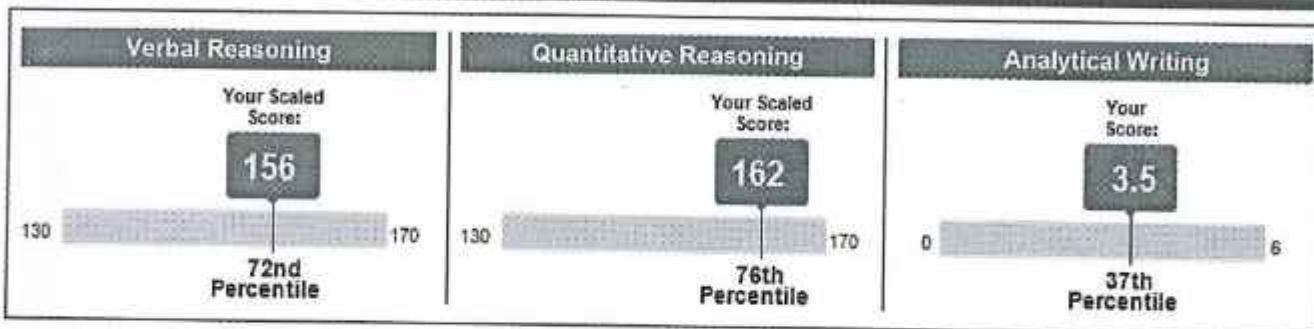 Verbal Reasoning
Your Scaled
Score:
156
130
170
72nd
Percentile
Quantitative Reasoning
Your Scaled
Score:
162
130
170
76th
Percentile
Analytical Writing
Your
Score:
3.5
0
6
37th
Percentile